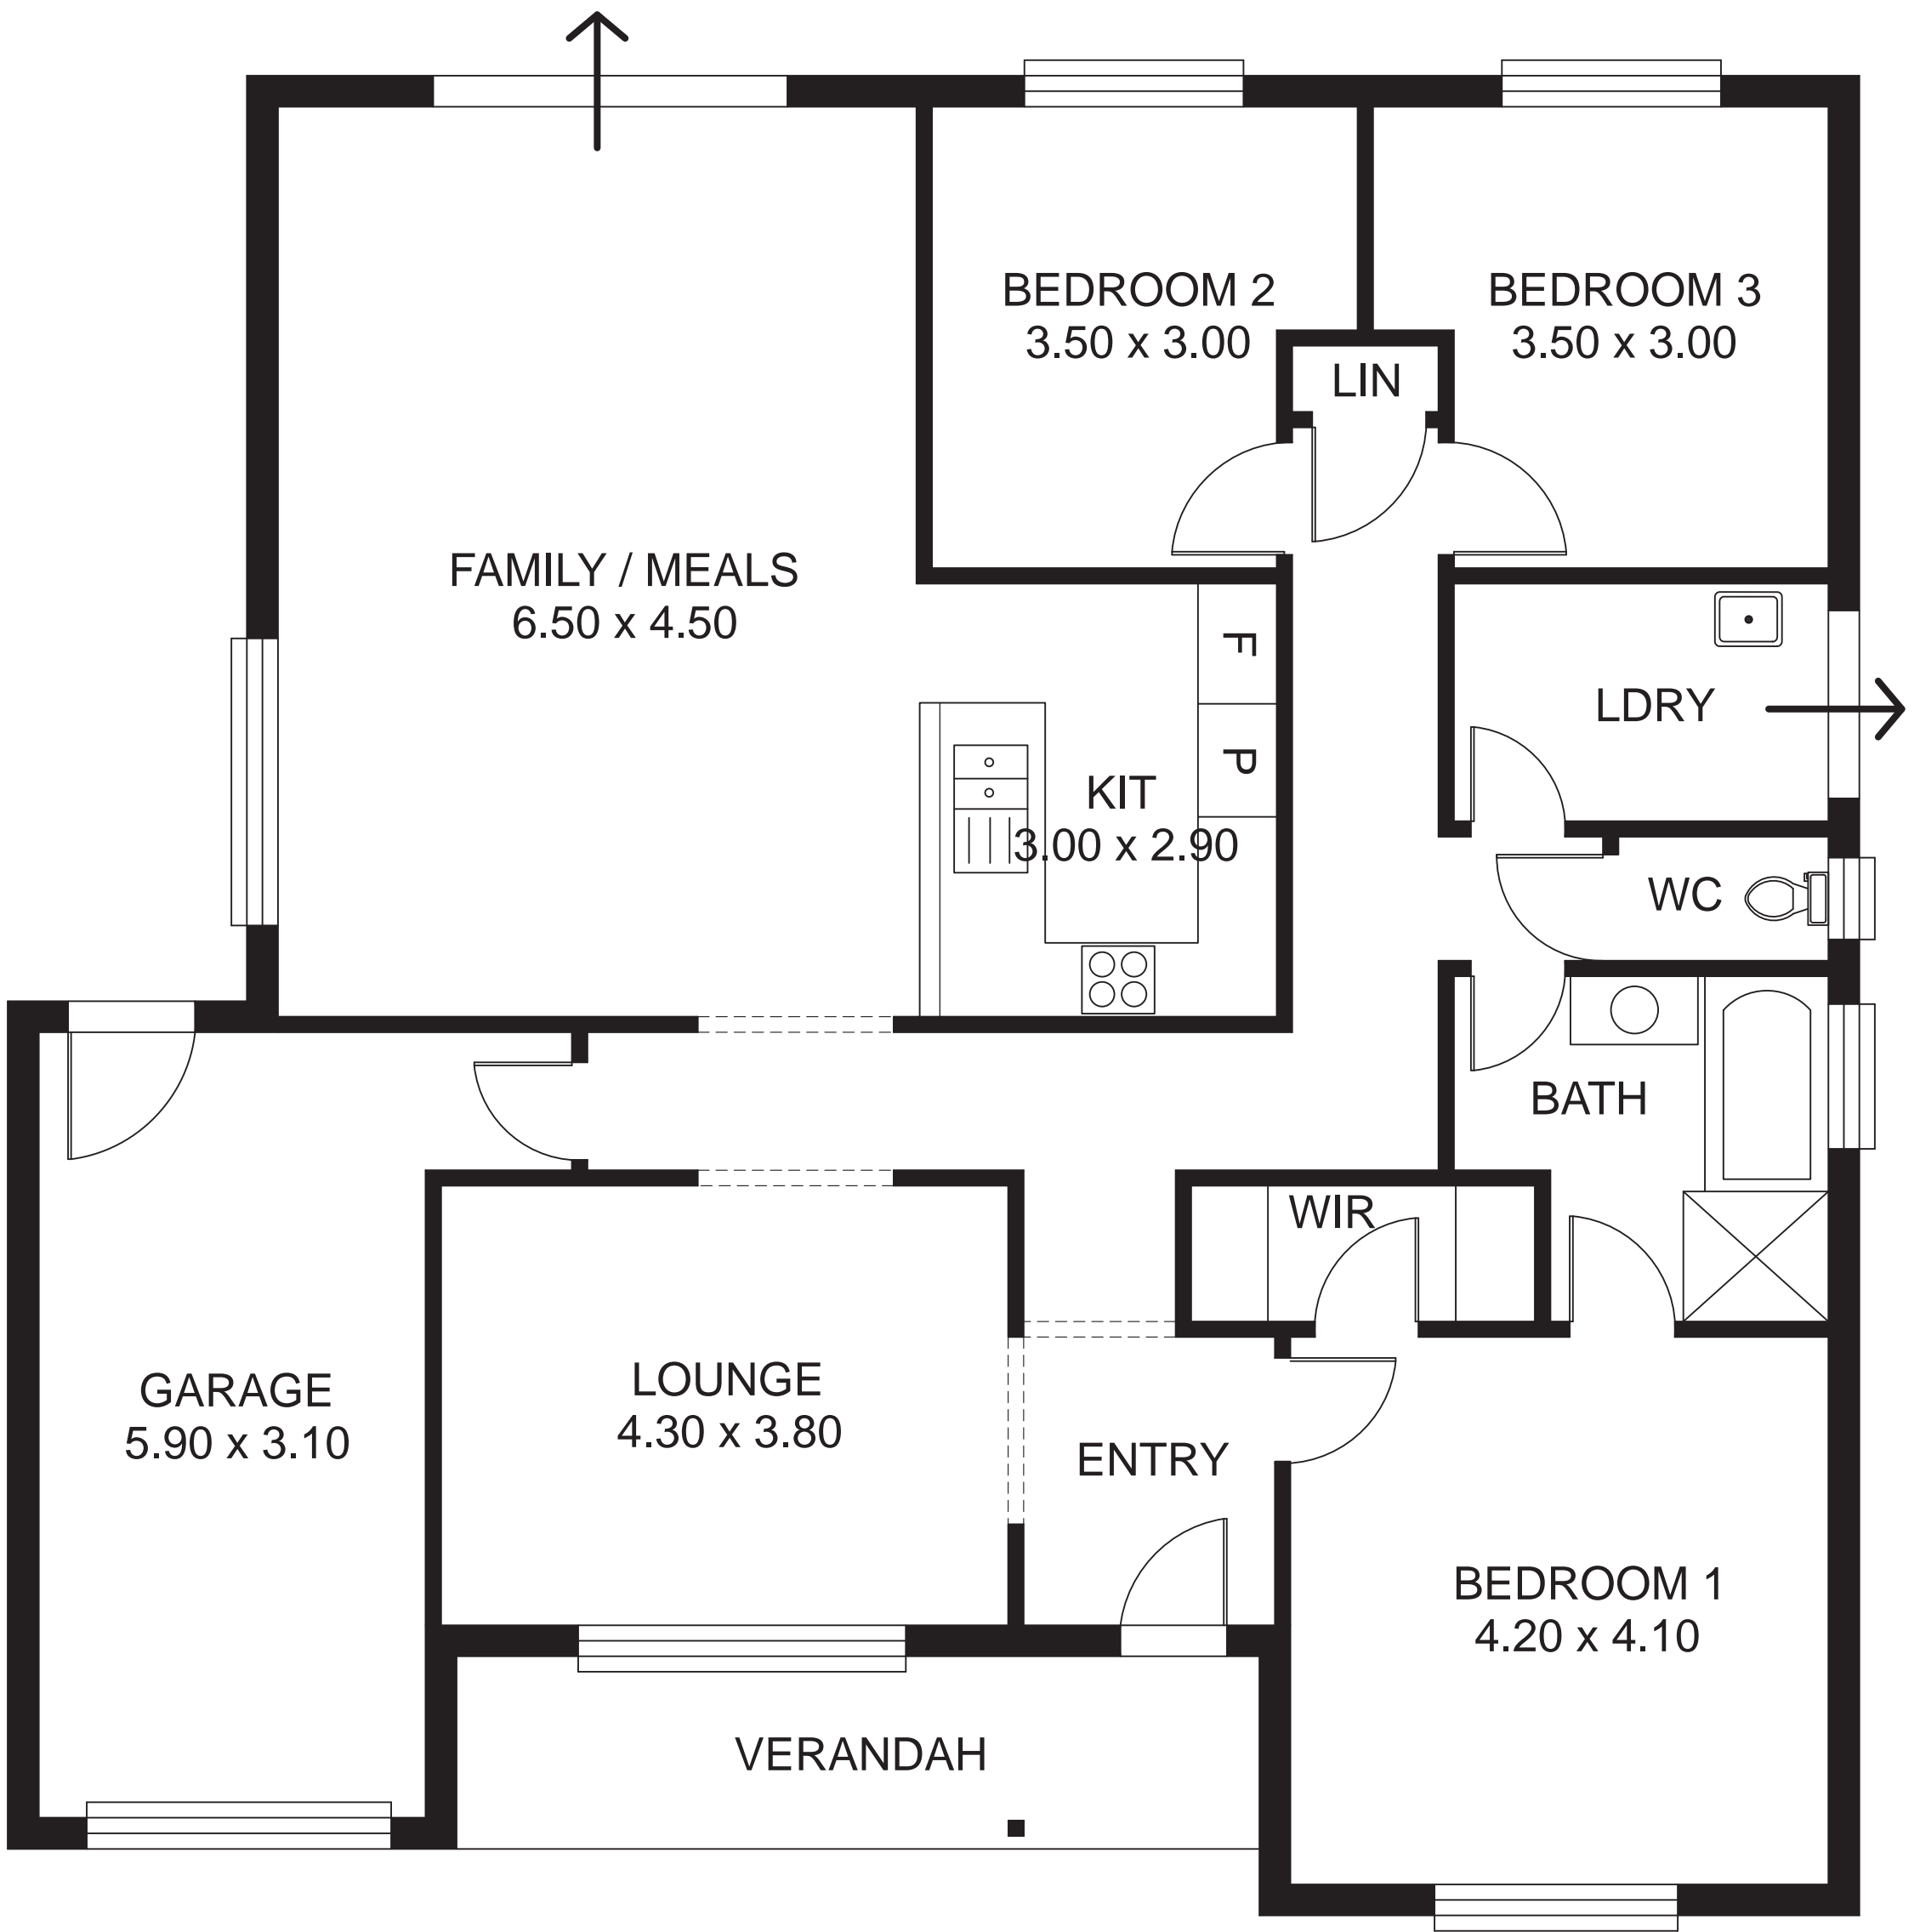 BEDROOM 2
3.50 x 3.00
BEDROOM 3
3.50 x 3.00
LIN
FAMILY / MEALS
6.50 x 4.50
F
P
LDRY
KIT
3.00 x 2.90
WC
BATH
WIR
GARAGE
5.90 x 3.10
LOUNGE
4.30 x 3.80
ENTRY
BEDROOM 1
4.20 x 4.10
VERANDAH